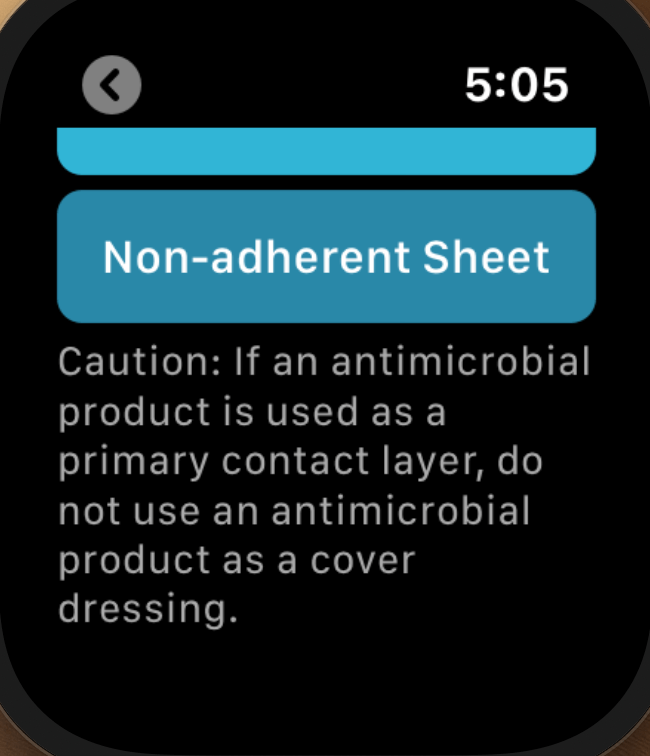 5:05
Non-adherent Sheet
Caution: If an antimicrobial
product is used as a
primary contact layer, do
not use an antimicrobial
product as a cover
dressing.